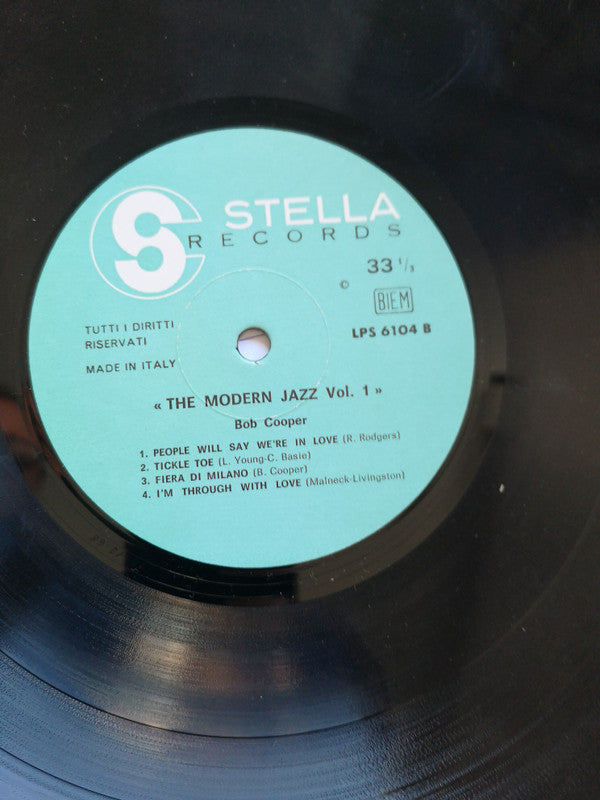 S STELLA
RECORDS
33 1/3
©
BIEM
LPS 6104 B
TUTTI I DIRITTI
RISERVATI
MADE IN ITALY
« THE MODERN JAZZ Vol. 1 »
Bob Cooper
1. PEOPLE WILL SAY WE'RE IN LOVE (R. Rodgers)
2. TICKLE TOE (L. Young-C. Basie)
3. FIERA DI MILANO (B. Cooper)
4. I'M THROUGH WITH LOVE (Malneck-Livingston)